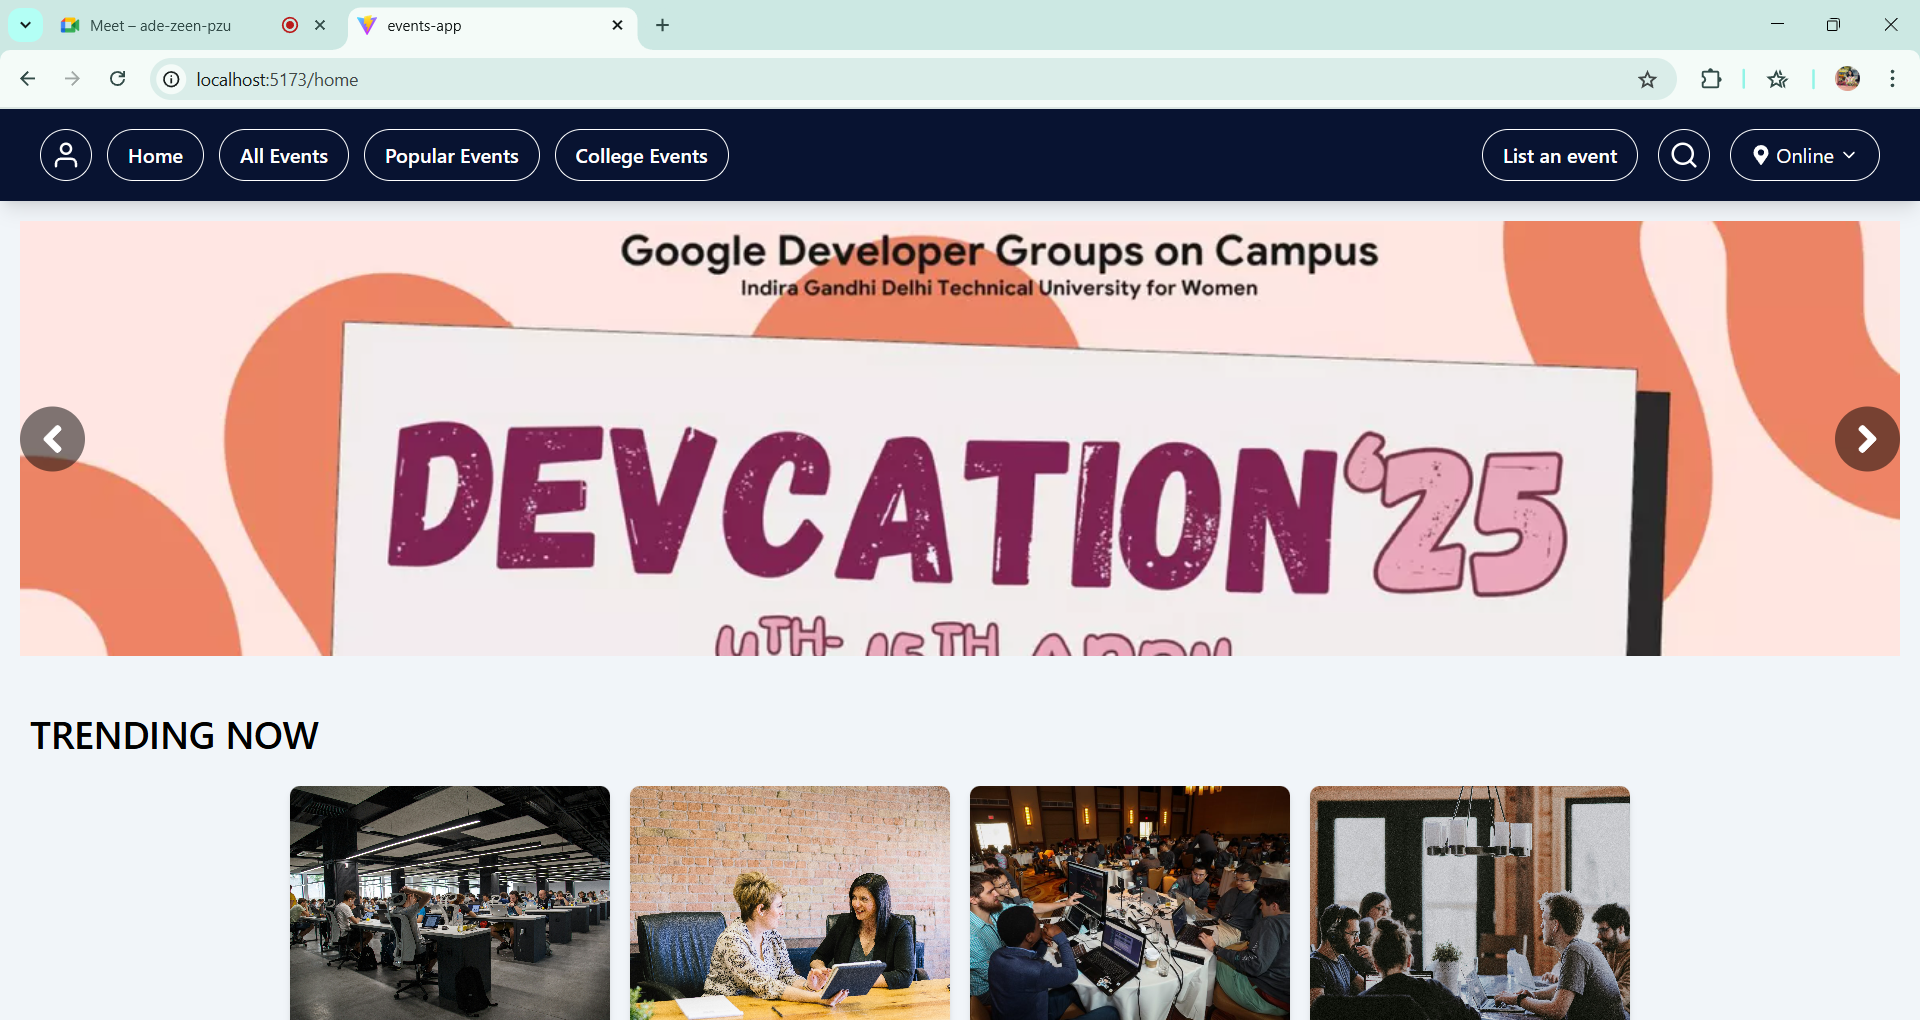 Meet – ade-zeen-pzu
events-app
localhost:5173/home
Home
All Events
Popular Events
College Events
List an event
Online
Google Developer Groups on Campus
Indira Gandhi Delhi Technical University for Women
DEVCATION‘25
TRENDING NOW